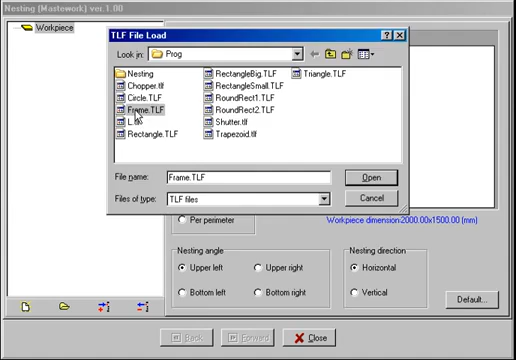 Nesting (Mastework) ver.1.00
Workpiece
TLF File Load
Look in:
Prog
Nesting
Chopper.tlf
Circle.TLF
Frame.TLF
L.tlf
Rectangle.TLF
RectangleBig.TLF
RectangleSmall.TLF
RoundRect1.TLF
RoundRect2.TLF
Shutter.tlf
Trapezoid.tlf
Triangle.TLF
File name:
Frame.TLF
Open
Files of type:
TLF files
Cancel
Per perimeter
Workpiece dimension:2000.00x1500.00 (mm)
Nesting angle
Upper left
Upper right
Bottom left
Bottom right
Nesting direction
Horizontal
Vertical
Default...
Back
Forward
Close